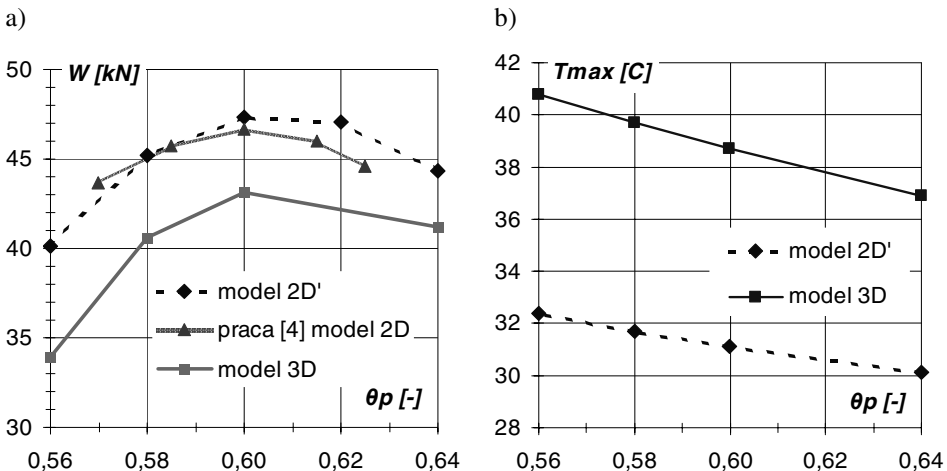 a)
W [kN]
50
45
40
35
30
model 2D'
praca [4] model 2D
model 3D
θp [-]
0,56 0,58 0,60 0,62 0,64
b)
Tmax [C]
42
40
38
36
34
32
30
28
model 2D'
model 3D
θp [-]
0,56 0,58 0,60 0,62 0,64